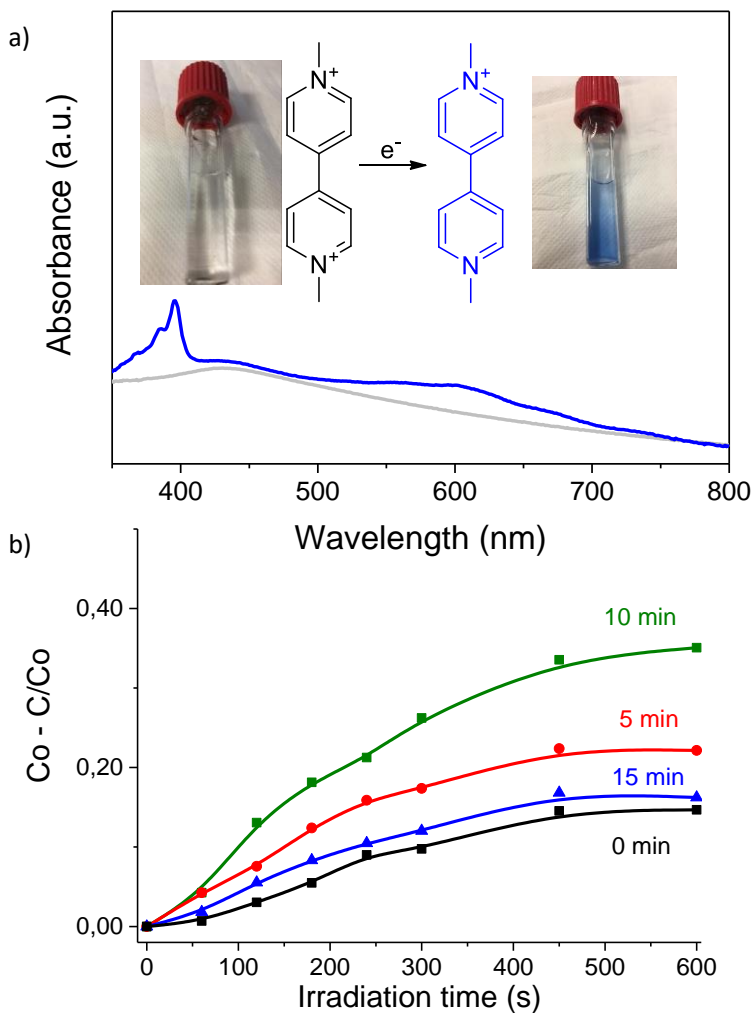 a)
Absorbance (a.u.)
N+
N+
e-
N+
N
400
500
600
700
800
Wavelength (nm)
b)
Co - C/Co
0,40
0,20
0,00
10 min
5 min
15 min
0 min
0
100
200
300
400
500
600
Irradiation time (s)